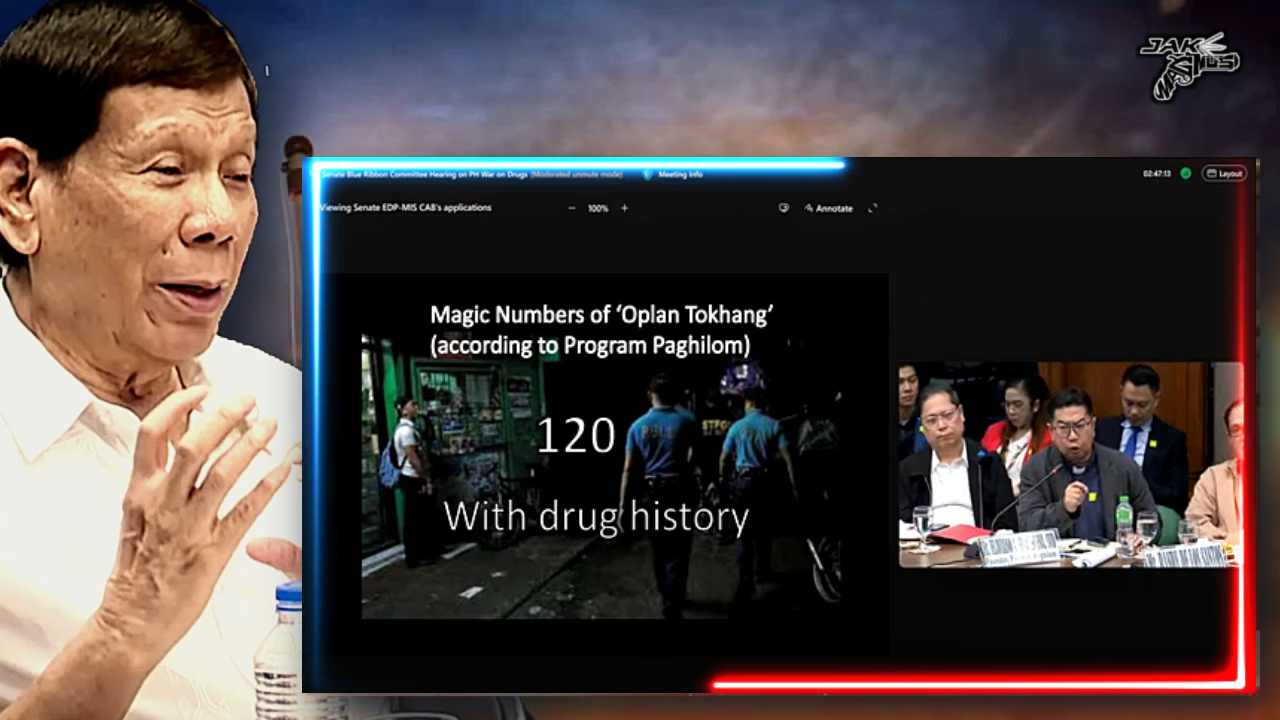 JAK
MASMOS
Senate Blue Ribbon Committee Hearing on PH War on Drugs (Moderated unmute mode) Meeting Info
02:47:13 Layout
Viewing Senate EDP-MIS CAB's applications
− 100% +
Annotate
Magic Numbers of ‘Oplan Tokhang’
(according to Program Paghilom)
120
With drug history